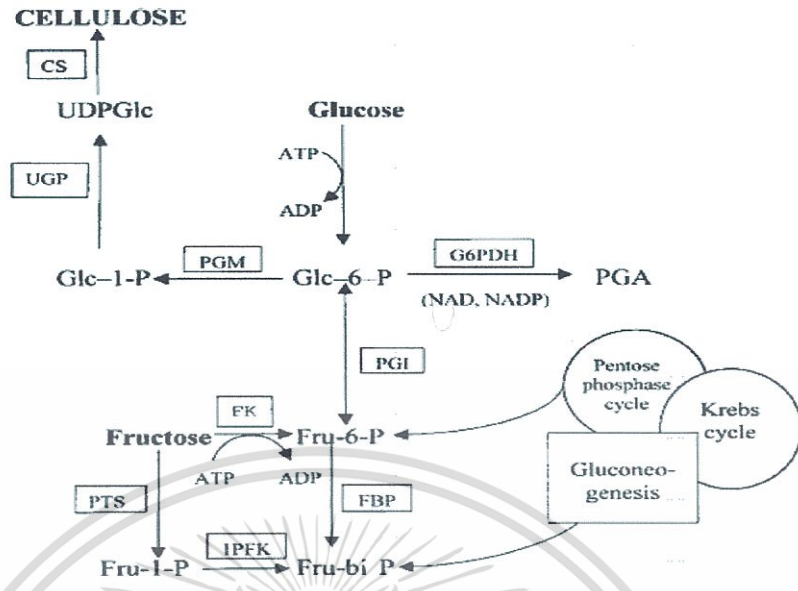 CELLULOSE
CS
UDPGlc
Glucose
ATP
UGP
ADP
Glc-1-P
PGM
Glc-6-P
G6PDH
PGA
(NAD, NADP)
PGI
Pentose
phosphase
cycle
Krebs
cycle
FK
Fructose
Fru-6-P
ATP
ADP
Gluconeo-
genesis
PTS
FBP
Fru-1-P
1PFK
Fru-bi P